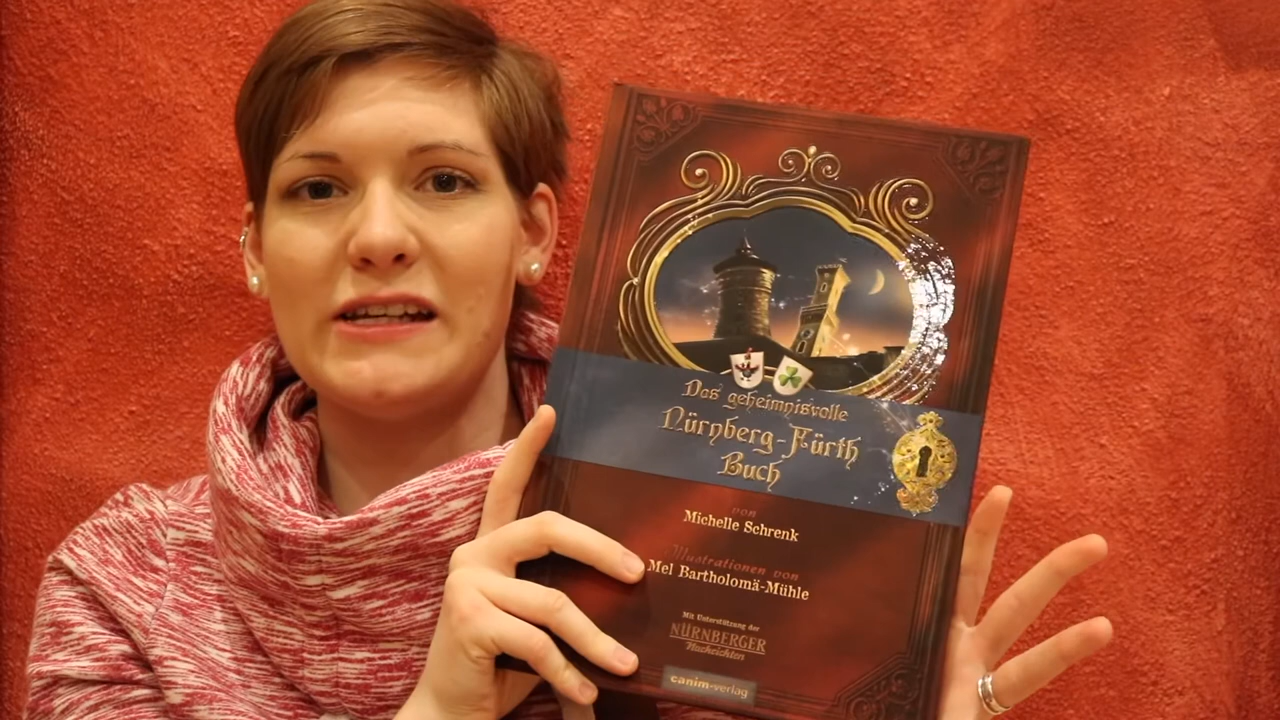 Das geheimnisvolle
Nürnberg-Fürth
Buch
von
Michelle Schrenk
Illustrationen von
Mel Bartholomä-Mühle
Mit Unterstützung der
NÜRNBERGER
Nachrichten
canim-verlag